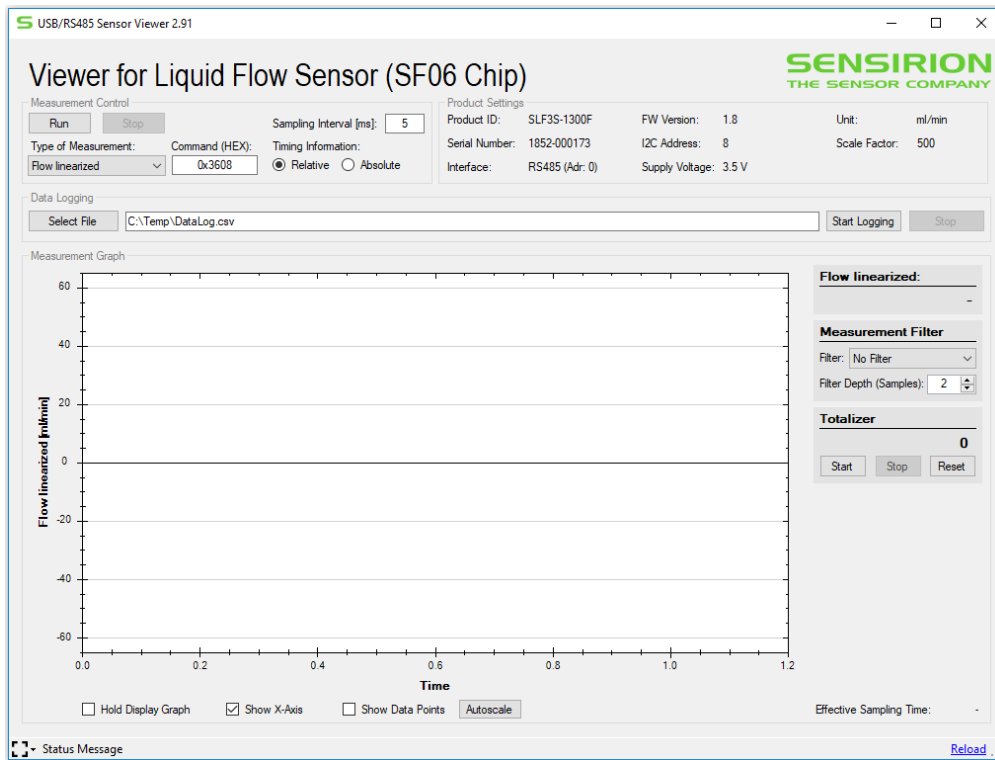 USB/RS485 Sensor Viewer 2.91
Viewer for Liquid Flow Sensor (SF06 Chip)
SENSIRION
THE SENSOR COMPANY
Measurement Control
Run Stop Sampling Interval [ms]: 5
Type of Measurement: Command (HEX): Timing Information:
Flow linearized 0x3608 Relative Absolute
Product Settings
Product ID: SLF3S-1300F FW Version: 1.8 Unit: ml/min
Serial Number: 1852-000173 I2C Address: 8 Scale Factor: 500
Interface: RS485 (Adr: 0) Supply Voltage: 3.5 V
Data Logging
Select File C:\Temp\DataLog.csv Start Logging Stop
Measurement Graph
60
40
20
0
-20
-40
-60
Flow linearized [ml/min]
0.0 0.2 0.4 0.6 0.8 1.0 1.2
Time
Flow linearized:
-
Measurement Filter
Filter: No Filter
Filter Depth (Samples): 2
Totalizer
0
Start Stop Reset
Hold Display Graph Show X-Axis Show Data Points Autoscale Effective Sampling Time: -
Status Message Reload